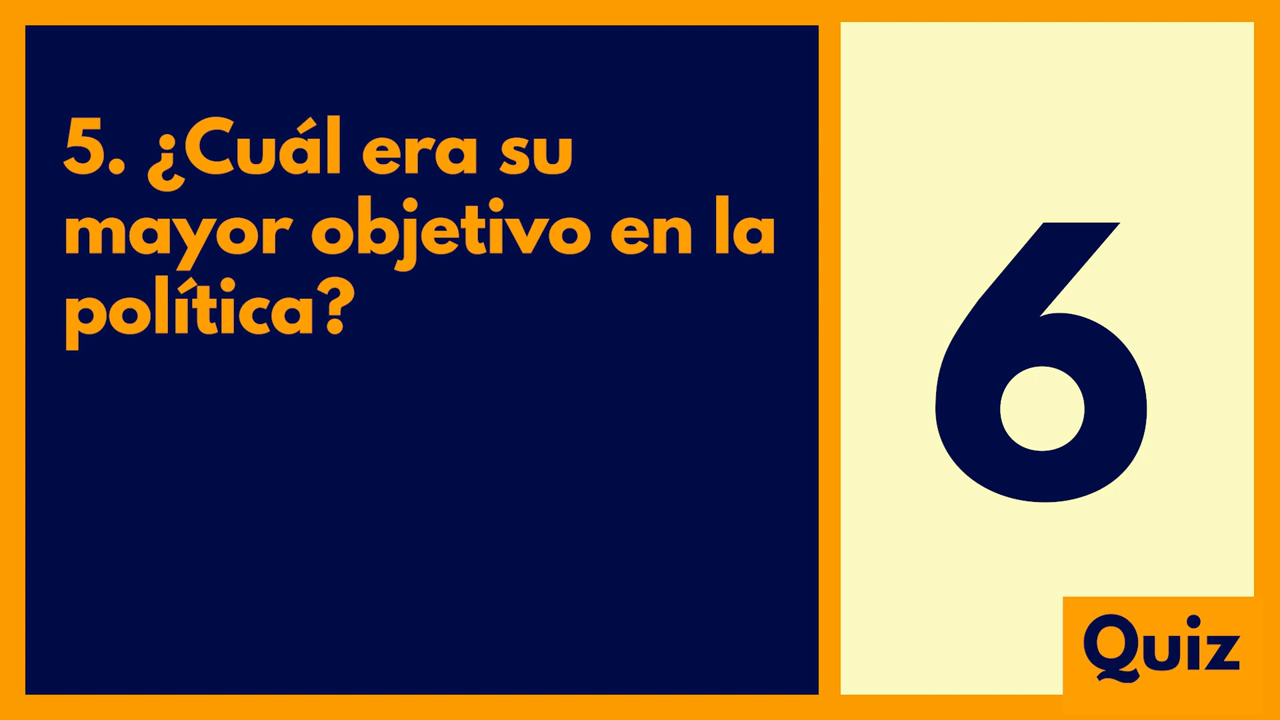 5. ¿Cuál era su
mayor objetivo en la
política?
6
Quiz